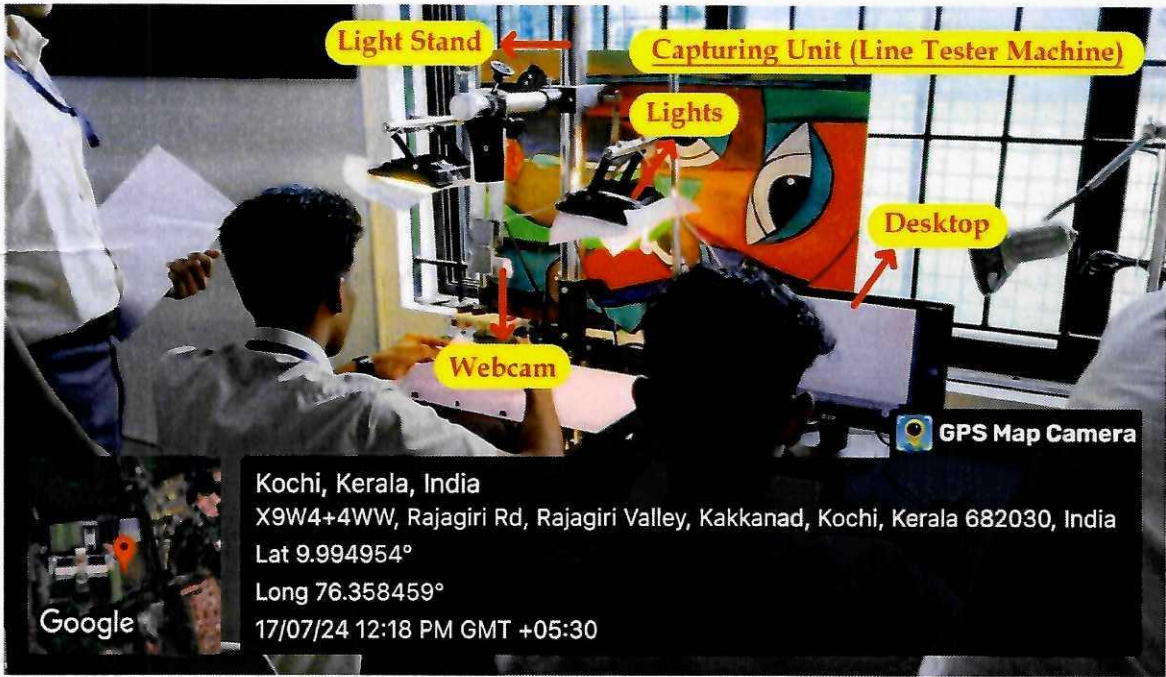 Light Stand
Capturing Unit (Line Tester Machine)
Lights
Desktop
Webcam
GPS Map Camera
Kochi, Kerala, India
X9W4+4WW, Rajagiri Rd, Rajagiri Valley, Kakkanad, Kochi, Kerala 682030, India
Lat 9.994954°
Long 76.358459°
17/07/24 12:18 PM GMT +05:30
Google